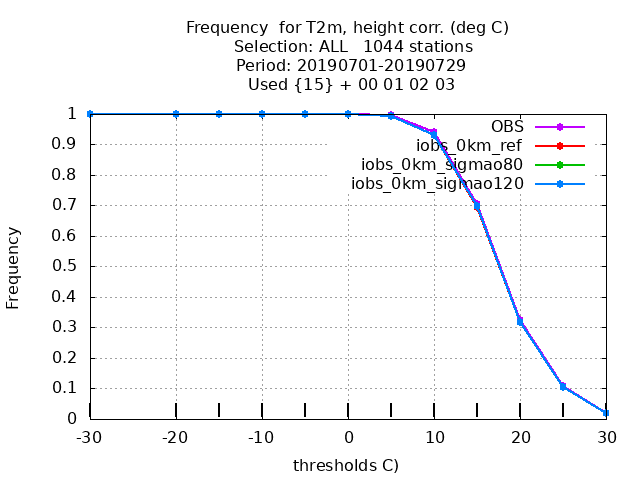 Frequency  for T2m, height corr. (deg C)
Selection: ALL   1044 stations
Period: 20190701-20190729
Used {15} + 00 01 02 03
OBS
iobs_0km_ref
iobs_0km_sigmao80
iobs_0km_sigmao120
Frequency
1
0.9
0.8
0.7
0.6
0.5
0.4
0.3
0.2
0.1
0
-30 -20 -10 0 10 20 30
thresholds C)